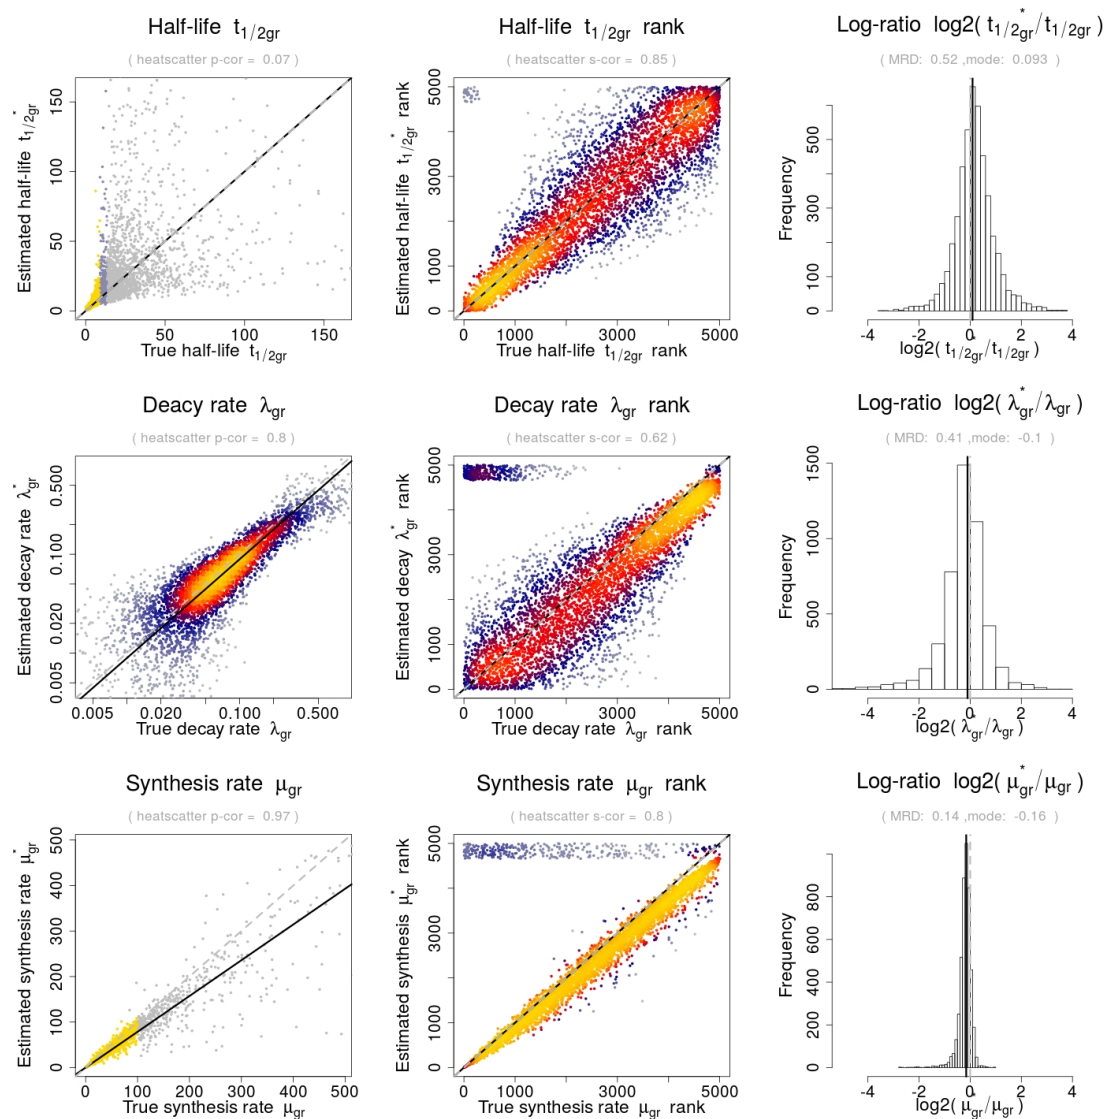 Half-life t1/2gr
( heatscatter p-cor = 0.07 )
Estimated half-life t*1/2gr
0 50 100 150
0 50 100 150
True half-life t1/2gr
Half-life t1/2gr rank
( heatscatter s-cor = 0.85 )
Estimated half-life t*1/2gr rank
0 1000 3000 5000
0 1000 3000 5000
True half-life t1/2gr rank
Log-ratio log2( t*1/2gr/t1/2gr )
( MRD: 0.52 ,mode: 0.093 )
Frequency
0 100 300 500
-4 -2 0 2 4
log2( t*1/2gr/t1/2gr )
Deacy rate λgr
( heatscatter p-cor = 0.8 )
Estimated decay rate λ*gr
0.005 0.020 0.100 0.500
0.005 0.020 0.100 0.500
True decay rate λgr
Decay rate λgr rank
( heatscatter s-cor = 0.62 )
Estimated decay λ*gr rank
0 1000 3000 5000
0 1000 3000 5000
True decay rate λgr rank
Log-ratio log2( λ*gr/λgr )
( MRD: 0.41 ,mode: -0.1 )
Frequency
0 500 1000 1500
-4 -2 0 2 4
log2( λ*gr/λgr )
Synthesis rate μgr
( heatscatter p-cor = 0.97 )
Estimated synthesis rate μ*gr
0 100 200 300 400 500
0 100 200 300 400 500
True synthesis rate μgr
Synthesis rate μgr rank
( heatscatter s-cor = 0.8 )
Estimated synthesis rate μ*gr rank
0 1000 3000 5000
0 1000 3000 5000
True synthesis rate μgr rank
Log-ratio log2( μ*gr/μgr )
( MRD: 0.14 ,mode: -0.16 )
Frequency
0 200 400 600 800
-4 -2 0 2 4
log2( μ*gr/μgr )